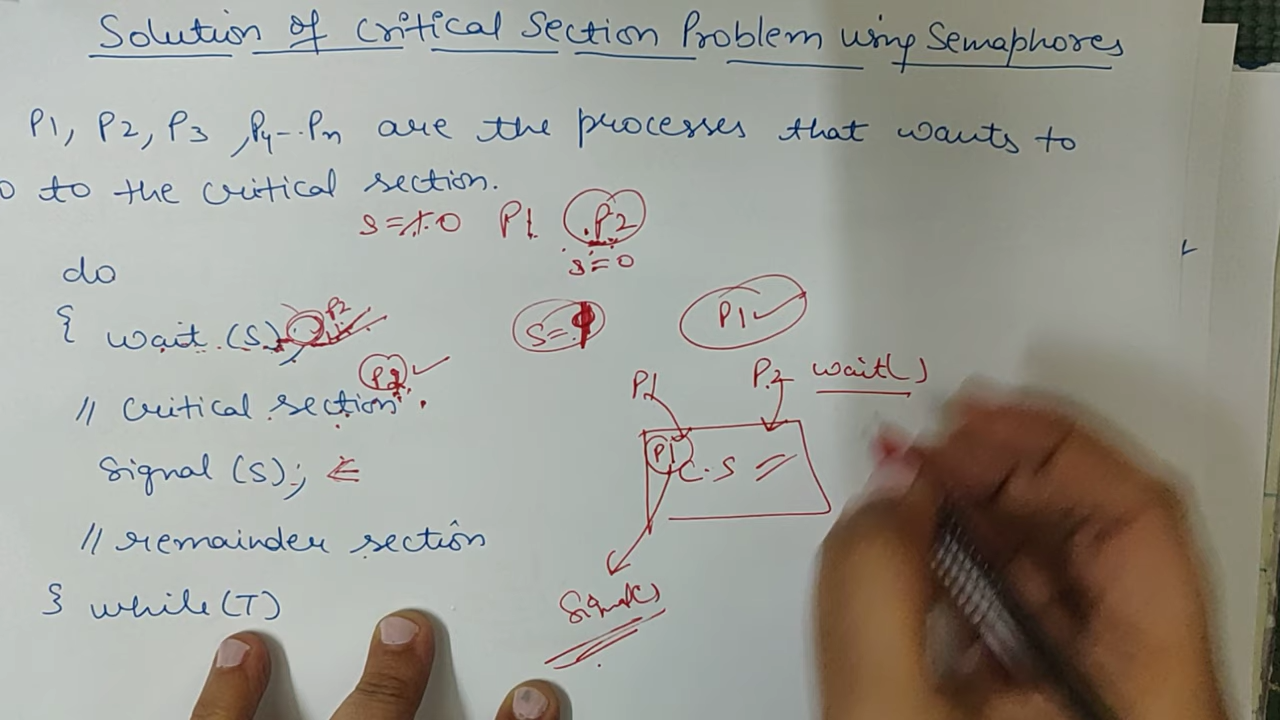 Solution of Critical Section Problem using Semaphores
P1, P2, P3, P4-..Pn are the processes that wants to
o to the critical section.
S=1.0 P1 P2
S=0
do
{ wait (S); P2
S= P1
P2
P1 P2 wait()
// critical section
P1 C.S
signal (S);
// remainder section
Signal()
} while(T)